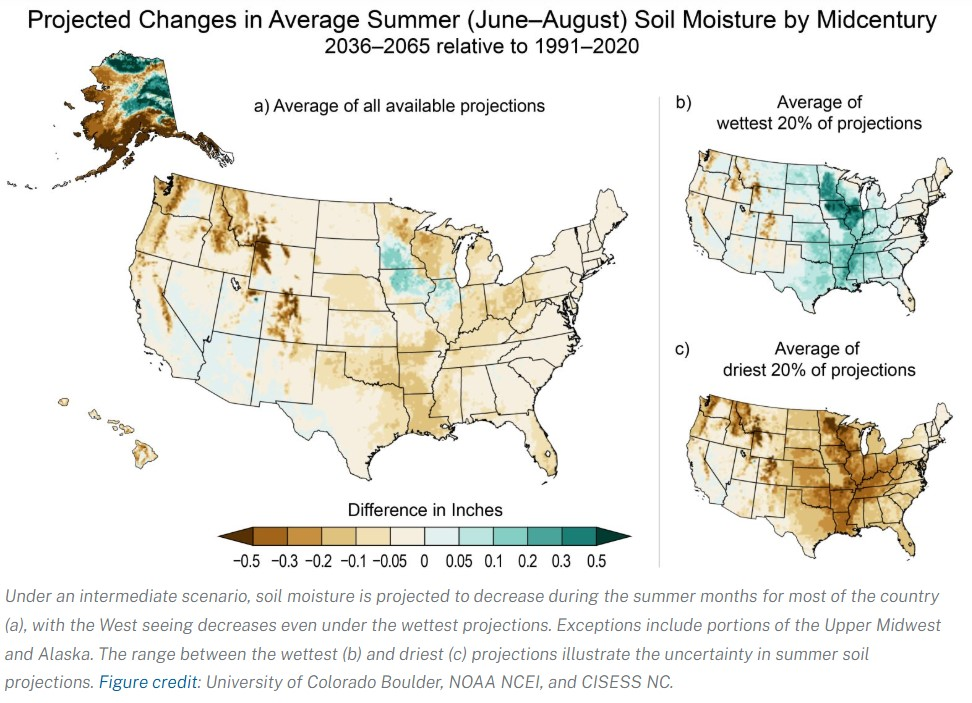 Projected Changes in Average Summer (June–August) Soil Moisture by Midcentury
2036–2065 relative to 1991–2020
a) Average of all available projections
b)
Average of
wettest 20% of projections
c)
Average of
driest 20% of projections
Difference in Inches
−0.5 −0.3 −0.2 −0.1 −0.05 0 0.05 0.1 0.2 0.3 0.5
Under an intermediate scenario, soil moisture is projected to decrease during the summer months for most of the country
(a), with the West seeing decreases even under the wettest projections. Exceptions include portions of the Upper Midwest
and Alaska. The range between the wettest (b) and driest (c) projections illustrate the uncertainty in summer soil
projections. Figure credit: University of Colorado Boulder, NOAA NCEI, and CISESS NC.